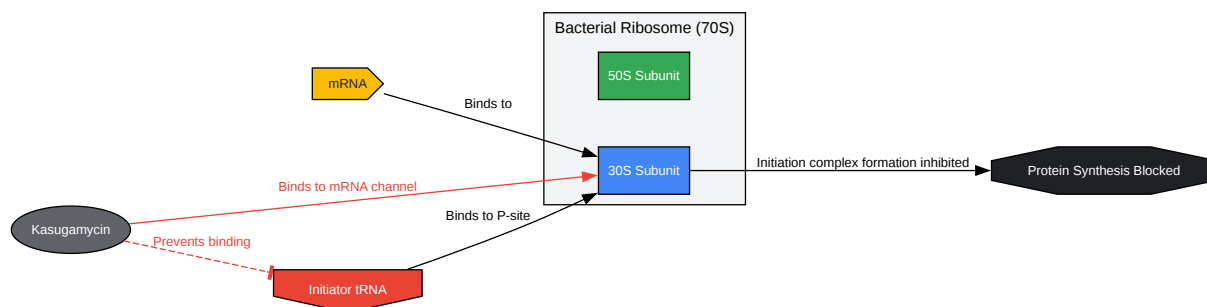 Bacterial Ribosome (70S)
50S Subunit
mRNA
Binds to
30S Subunit
Initiation complex formation inhibited
Protein Synthesis Blocked
Binds to mRNA channel
Binds to P-site
Kasugamycin
Prevents binding
Initiator tRNA